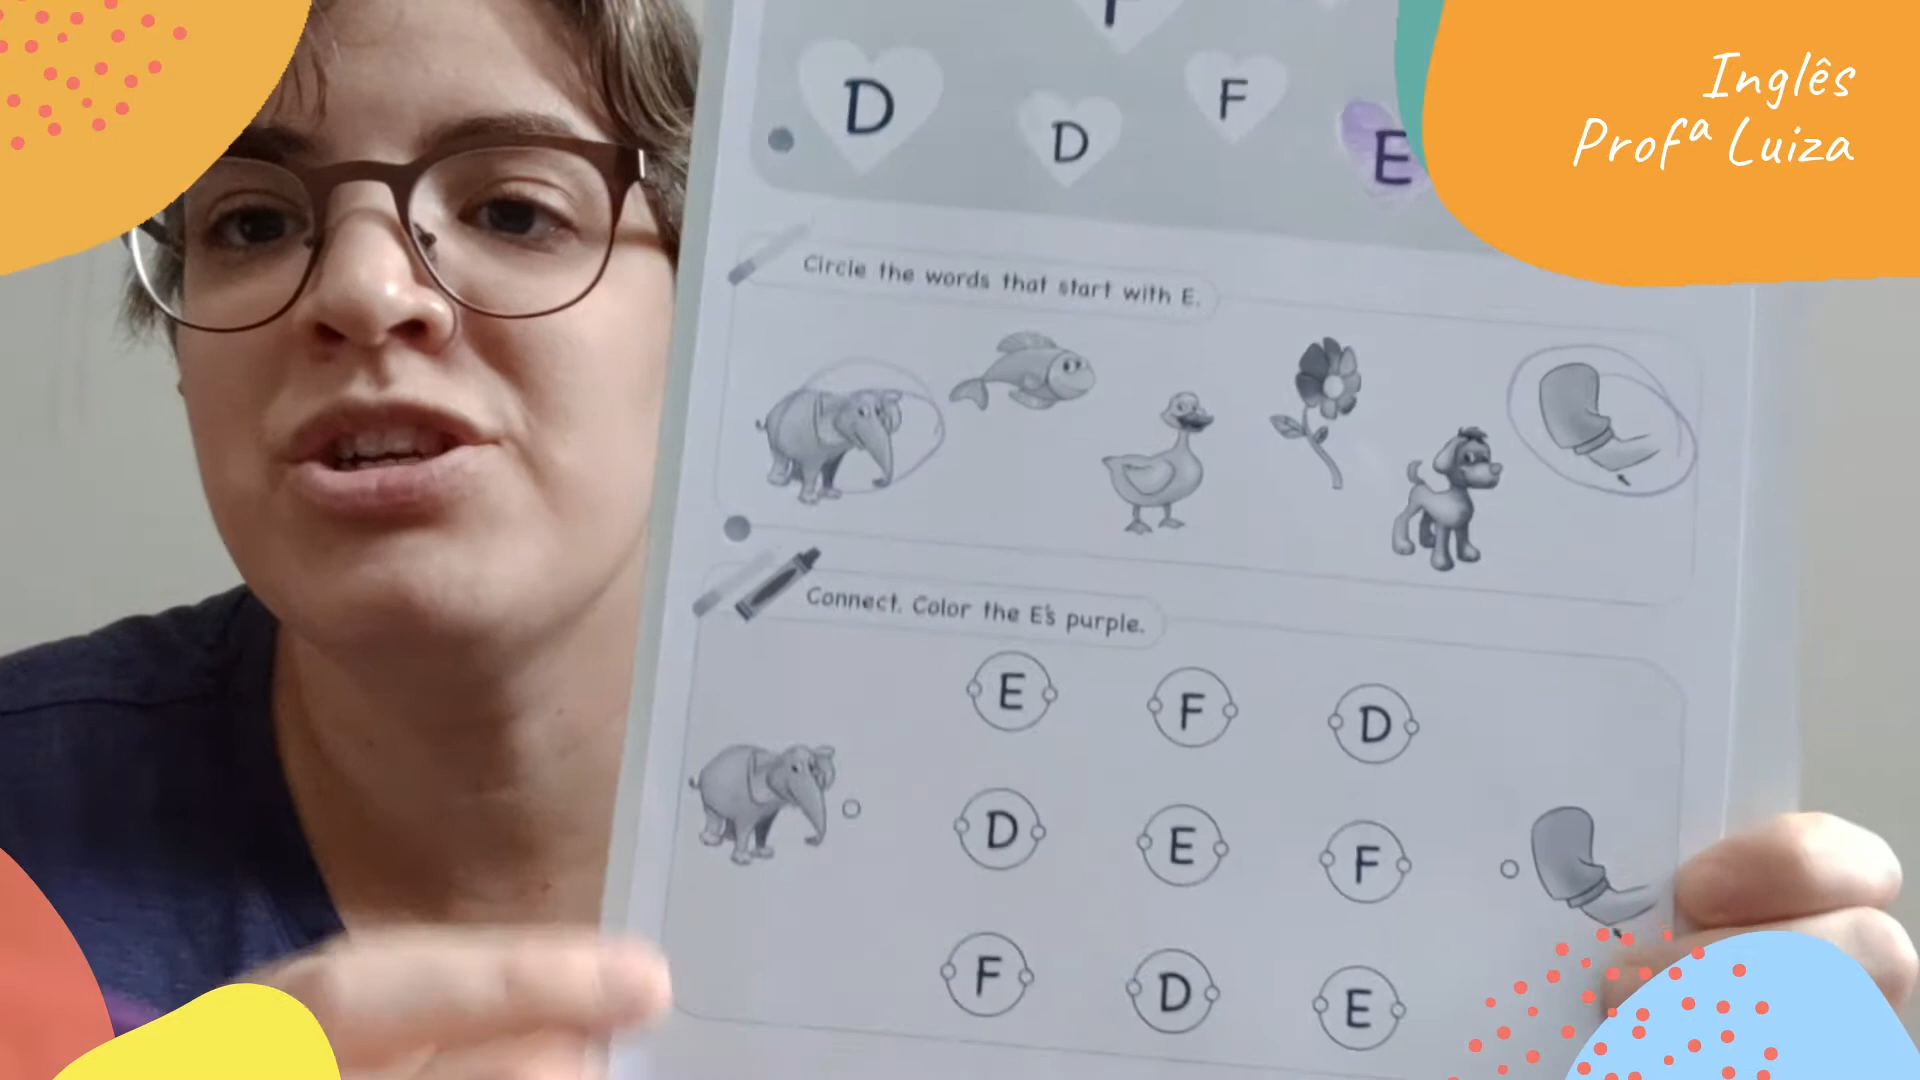 Inglês
Profª Luiza
F
D D F E
Circle the words that start with E.
Connect. Color the E's purple.
E F D
D E F
F D E